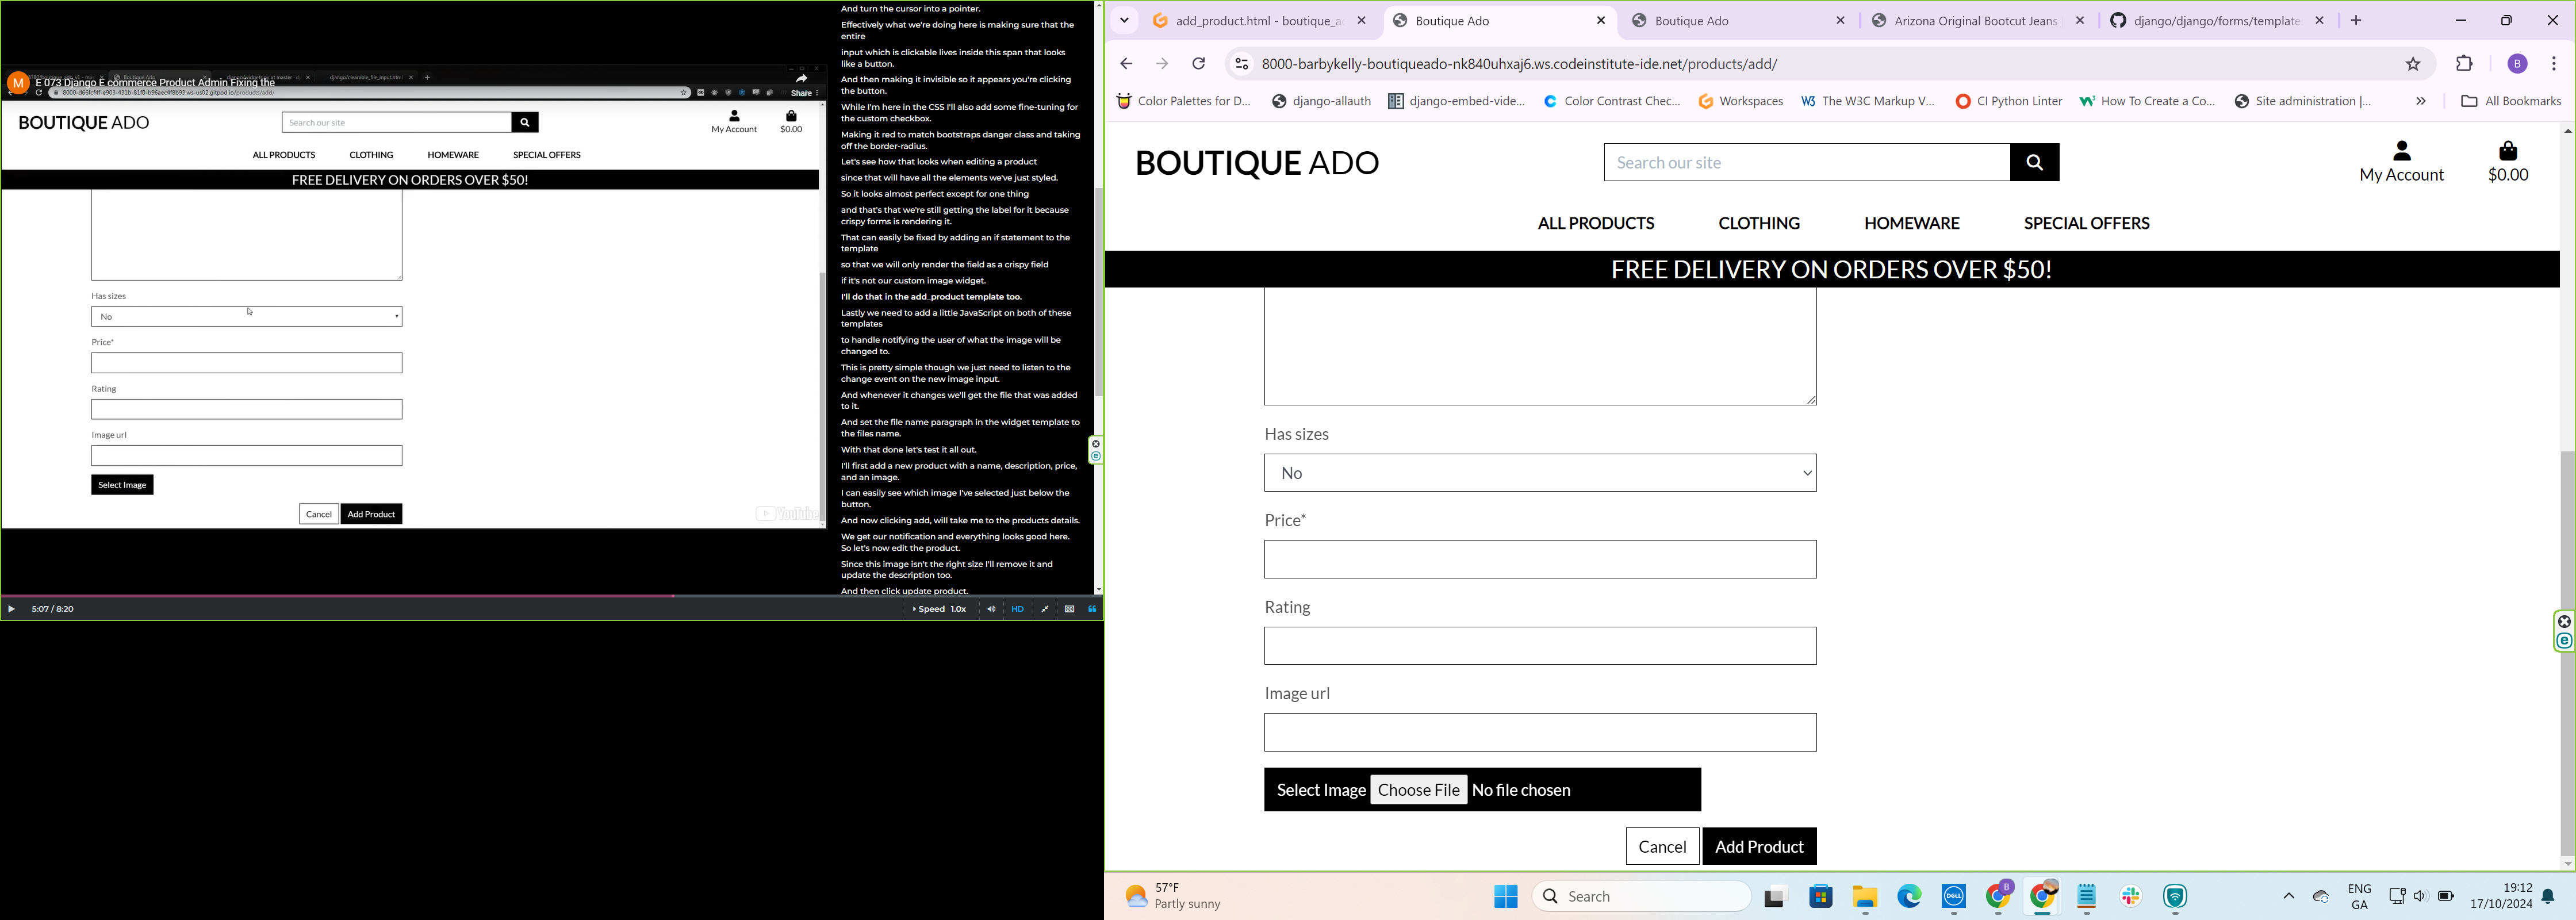 And turn the cursor into a pointer.
Effectively what we're doing here is making sure that the
entire
input which is clickable lives inside this span that looks
like a button.
And then making it invisible so it appears you're clicking
the button.
While I'm here in the CSS I'll also add some fine-tuning for
the custom checkbox.
Making it red to match bootstraps danger class and taking
off the border-radius.
Let's see how that looks when editing a product
since that will have all the elements we've just styled.
So it looks almost perfect except for one thing
and that's that we're still getting the label for it because
crispy forms is rendering it.
That can easily be fixed by adding an if statement to the
template
so that we will only render the field as a crispy field
if it's not our custom image widget.
I'll do that in the add_product template too.
Lastly we need to add a little JavaScript on both of these
templates
to handle notifying the user of what the image will be
changed to.
This is pretty simple though we just need to listen to the
change event on the new image input.
And whenever it changes we'll get the file that was added
to it.
And set the file name paragraph in the widget template to
the files name.
With that done let's test it all out.
I'll first add a new product with a name, description, price,
and an image.
I can easily see which image I've selected just below the
button.
And now clicking add, will take me to the products details.
We get our notification and everything looks good here.
So let's now edit the product.
Since this image isn't the right size I'll remove it and
update the description too.
And then click update product.
M
E 073 Django E commerce Product Admin Fixing the
Share
BOUTIQUE ADO
Search our site
My Account
$0.00
ALL PRODUCTS
CLOTHING
HOMEWARE
SPECIAL OFFERS
FREE DELIVERY ON ORDERS OVER $50!
Has sizes
No
Price*
Rating
Image url
Select Image
Cancel
Add Product
YouTube
5:07 / 8:20
Speed 1.0x
HD
add_product.html - boutique_a
Boutique Ado
Boutique Ado
Arizona Original Bootcut Jeans
django/django/forms/template
8000-barbykelly-boutiqueado-nk840uhxaj6.ws.codeinstitute-ide.net/products/add/
B
Color Palettes for D...
django-allauth
django-embed-vide...
Color Contrast Chec...
Workspaces
The W3C Markup V...
CI Python Linter
How To Create a Co...
Site administration |...
All Bookmarks
BOUTIQUE ADO
Search our site
My Account
$0.00
ALL PRODUCTS
CLOTHING
HOMEWARE
SPECIAL OFFERS
FREE DELIVERY ON ORDERS OVER $50!
Has sizes
No
Price*
Rating
Image url
Select Image
Choose File
No file chosen
Cancel
Add Product
57°F
Partly sunny
Search
ENG
GA
19:12
17/10/2024